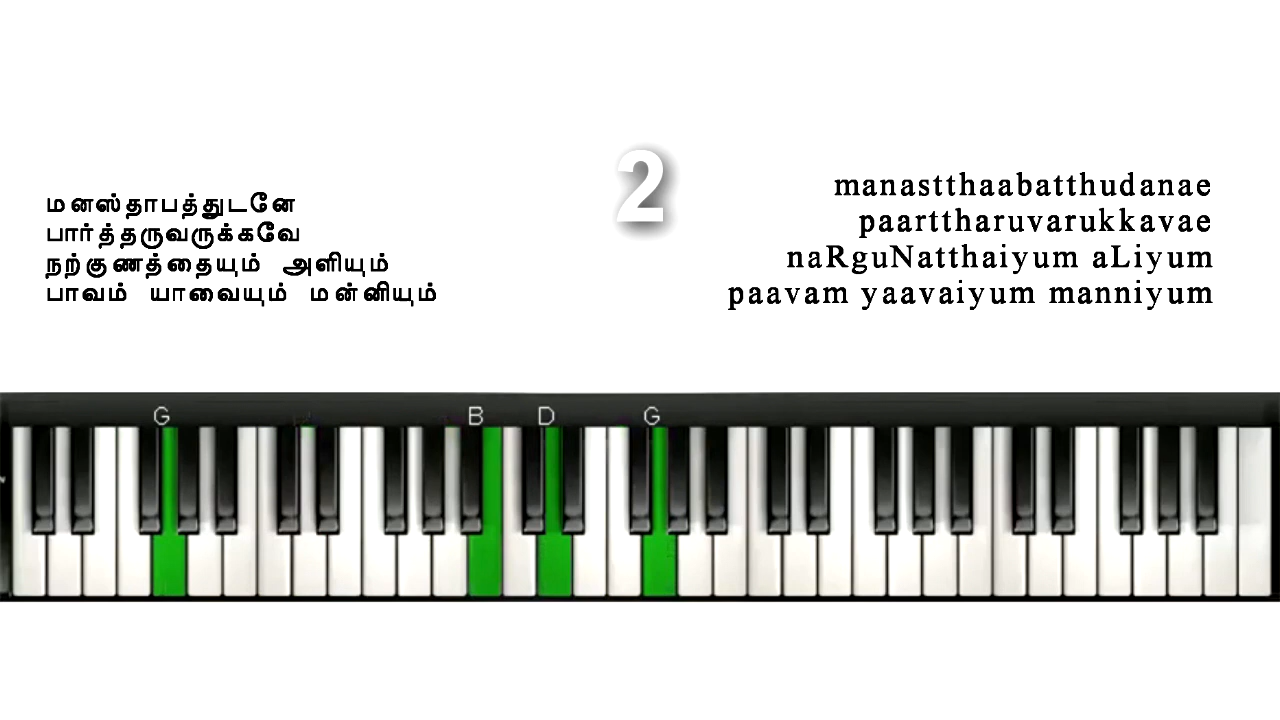 2
மனஸ்தாபத்துடனே
பார்த்தருவருக்கவே
நற்குணத்தையும் அளியும்
பாவம் யாவையும் மன்னியும்
manastthaabatthudanae
paarttharuvarukkavae
naRguNatthaiyum aLiyum
paavam yaavaiyum manniyum
G B D G